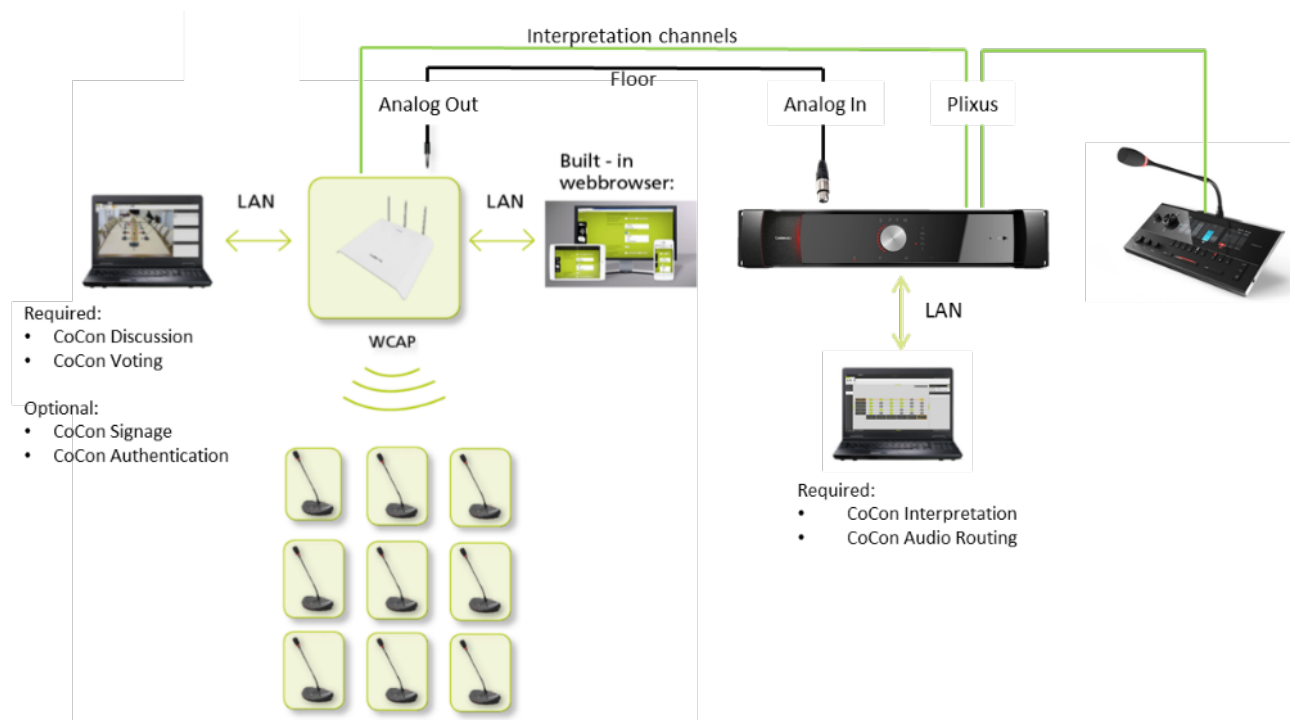 Interpretation channels
Floor
Analog Out
Analog In
Plixus
Built - in
webbrowser:
LAN
LAN
WCAP
LAN
Required:
• CoCon Discussion
• CoCon Voting
Optional:
• CoCon Signage
• CoCon Authentication
Required:
• CoCon Interpretation
• CoCon Audio Routing